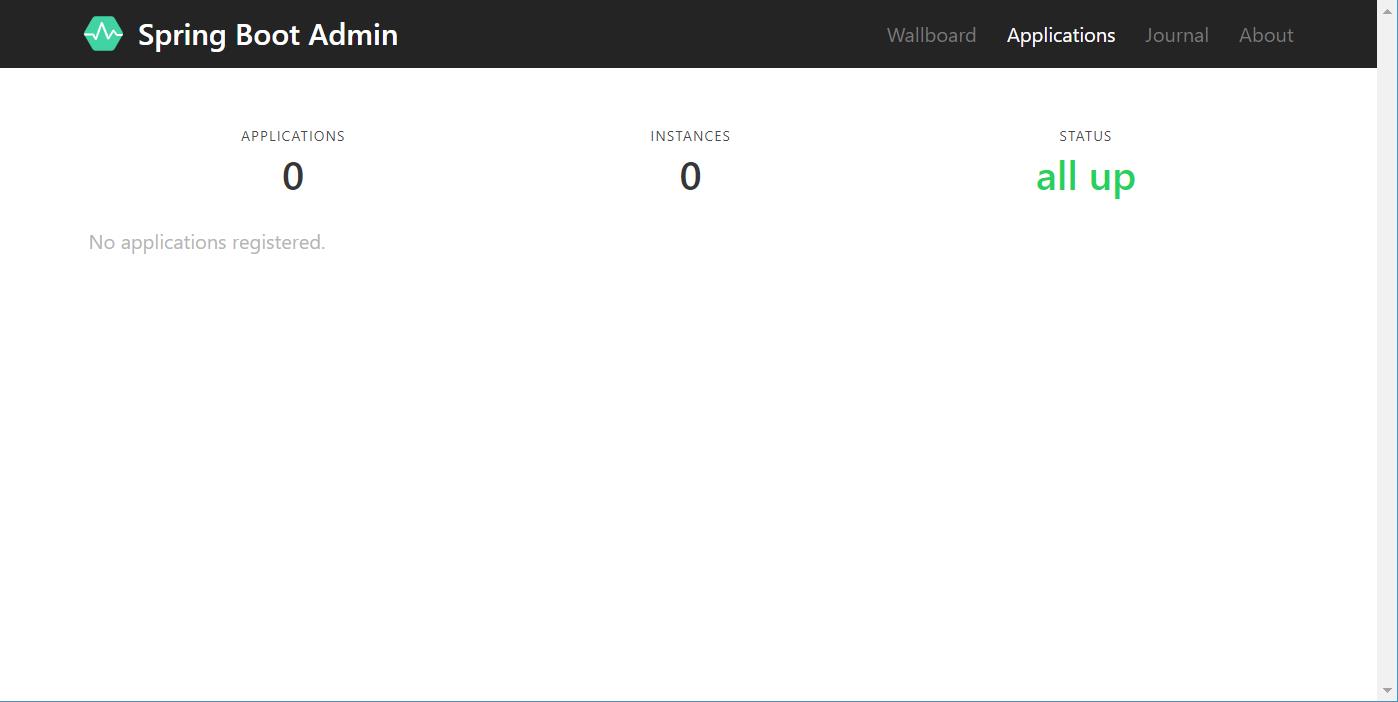 Spring Boot Admin Wallboard Applications Journal About
APPLICATIONS INSTANCES STATUS
0 0 all up
No applications registered.